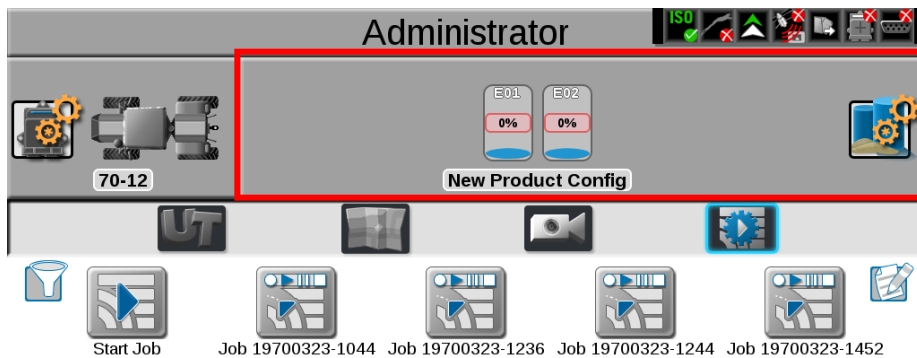 Administrator
ISO
E01 E02
0% 0%
70-12
New Product Config
UT
Start Job
Job 19700323-1044
Job 19700323-1236
Job 19700323-1244
Job 19700323-1452